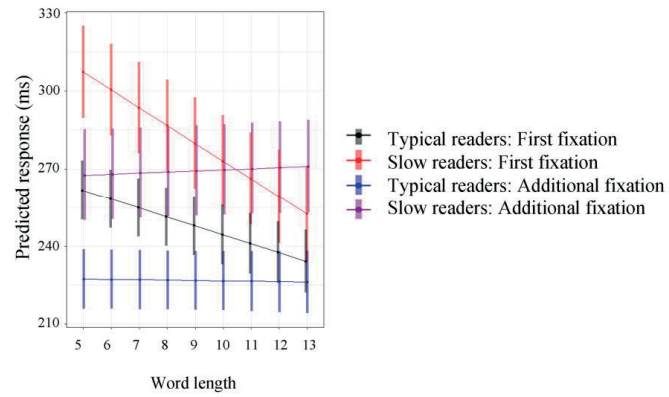 330
300
270
240
210
Predicted response (ms)
5 6 7 8 9 10 11 12 13
Word length
Typical readers: First fixation
Slow readers: First fixation
Typical readers: Additional fixation
Slow readers: Additional fixation